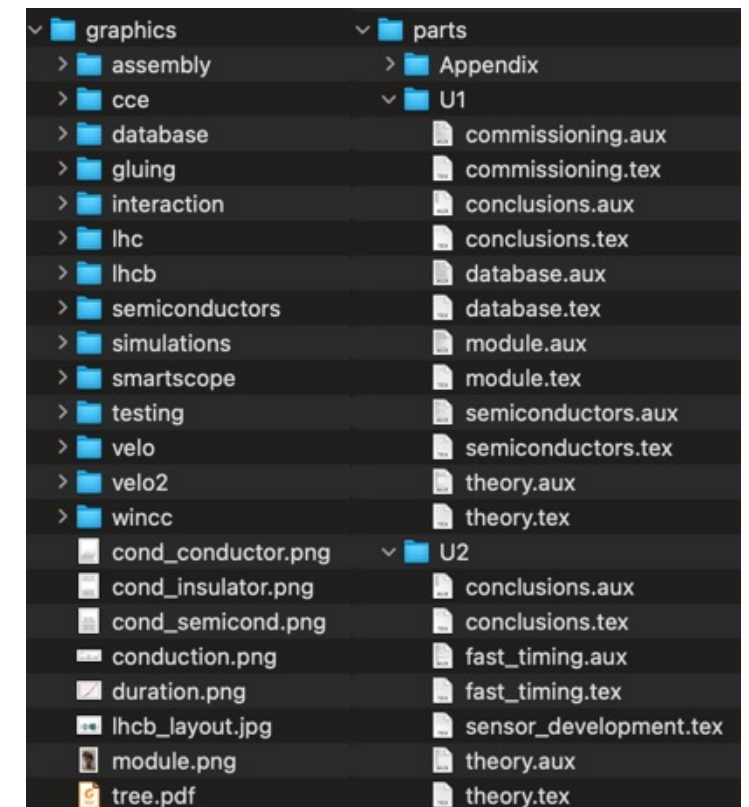 graphics
assembly
cce
database
gluing
interaction
lhc
lhcb
semiconductors
simulations
smartscope
testing
velo
velo2
wincc
cond_conductor.png
cond_insulator.png
cond_semicond.png
conduction.png
duration.png
lhcb_layout.jpg
module.png
tree.pdf
parts
Appendix
U1
commissioning.aux
commissioning.tex
conclusions.aux
conclusions.tex
database.aux
database.tex
module.aux
module.tex
semiconductors.aux
semiconductors.tex
theory.aux
theory.tex
U2
conclusions.aux
conclusions.tex
fast_timing.aux
fast_timing.tex
sensor_development.tex
theory.aux
theory.tex